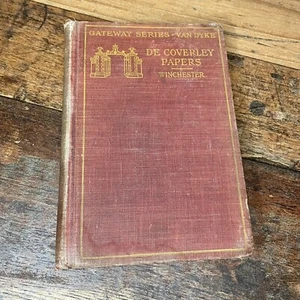 GATEWAY SERIES - VAN DYKE
DE COVERLEY
PAPERS
WINCHESTER